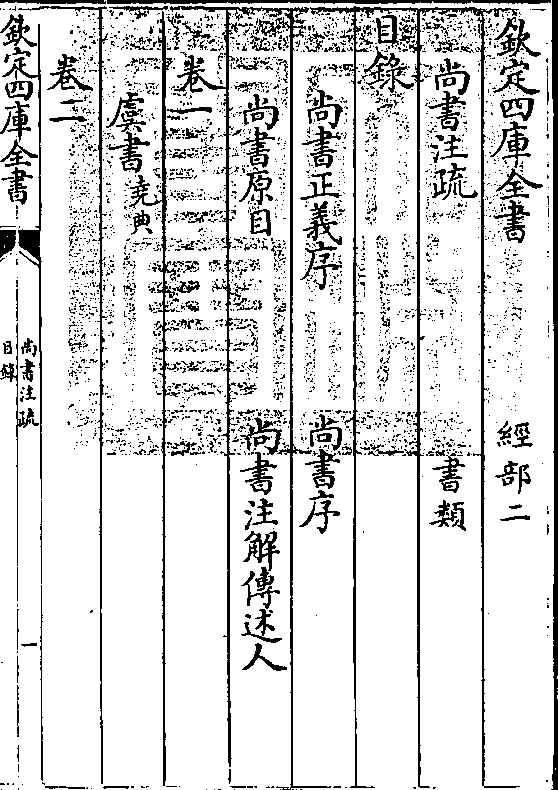 欽定四庫全書 經部二
尚書注疏 書類
目錄
尚書正義序 尚書序
尚書原目 尚書注解傳述人
卷一
虞書堯典
卷二
欽定四庫全書
尚書注疏
目錄
一